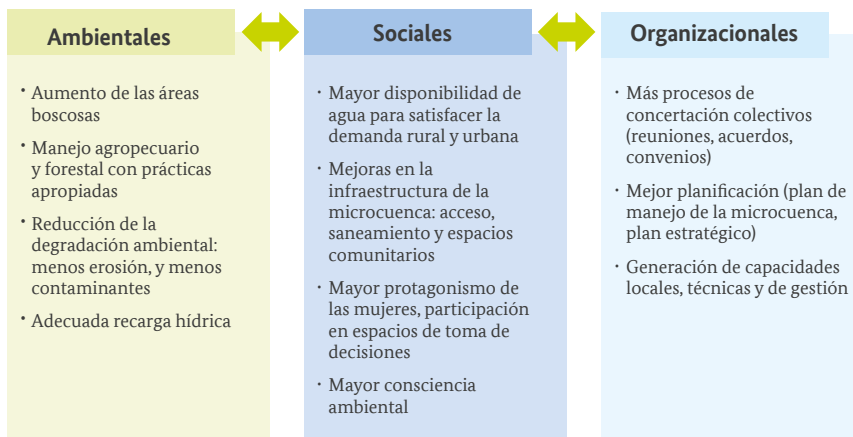 Ambientales
• Aumento de las áreas
boscosas
• Manejo agropecuario
y forestal con prácticas
apropiadas
• Reducción de la
degradación ambiental:
menos erosión, y menos
contaminantes
• Adecuada recarga hídrica
Sociales
· Mayor disponibilidad de
agua para satisfacer la
demanda rural y urbana
· Mejoras en la
infraestructura de la
microcuenca: acceso,
saneamiento y espacios
comunitarios
· Mayor protagonismo de
las mujeres, participación
en espacios de toma de
decisiones
· Mayor consciencia
ambiental
Organizacionales
· Más procesos de
concertación colectivos
(reuniones, acuerdos,
convenios)
· Mejor planificación (plan de
manejo de la microcuenca,
plan estratégico)
· Generación de capacidades
locales, técnicas y de gestión